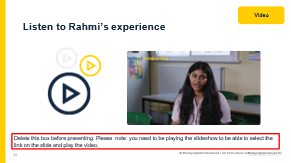 Video
Listen to Rahmi's experience
Delete this box before presenting. Please note: you need to be playing the slideshow to be able to select the
link on the slide and play the video.